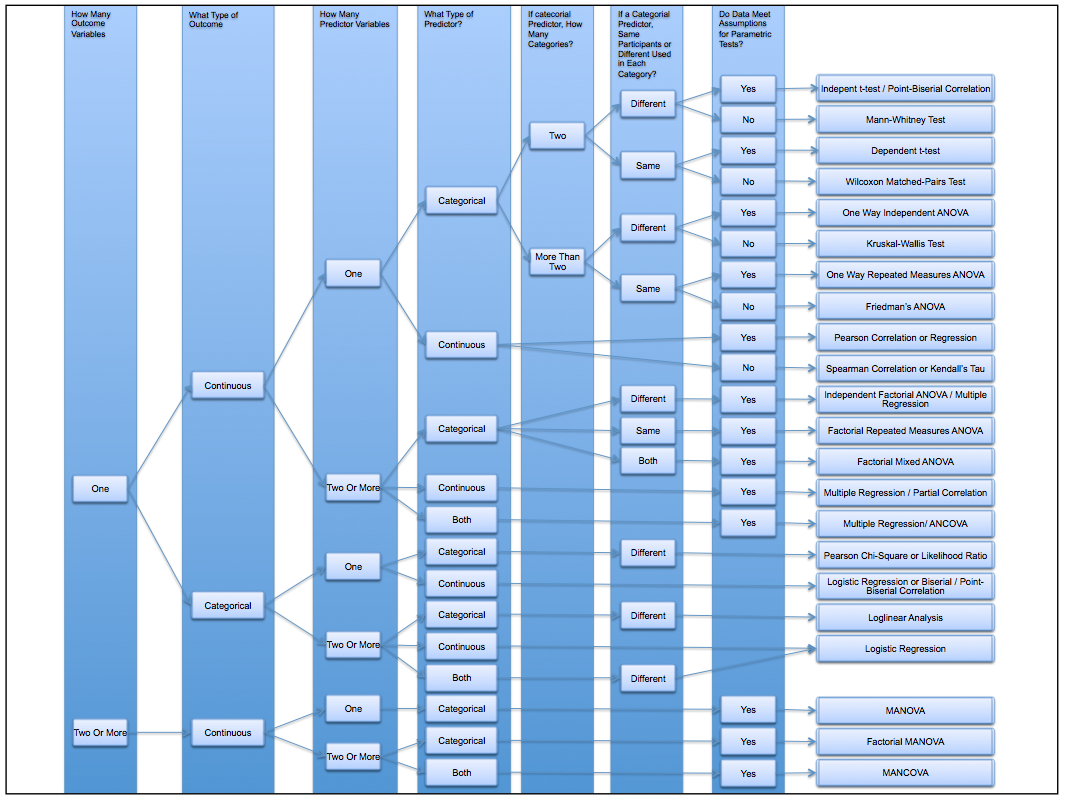 How Many
Outcome
Variables
What Type of
Outcome
How Many
Predictor Variables
What Type of
Predictor?
If catecorial
Predictor, How
Many
Categories?
If a Categorial
Predictor,
Same
Participants or
Different Used
in Each
Category?
Do Data Meet
Assumptions
for Parametric
Tests?
Yes
Indepent t-test / Point-Biserial Correlation
Different
No
Mann-Whitney Test
Two
Yes
Dependent t-test
Same
No
Wilcoxon Matched-Pairs Test
Categorical
Yes
One Way Independent ANOVA
Different
No
Kruskal-Wallis Test
More Than
Two
One
Yes
One Way Repeated Measures ANOVA
Same
No
Friedman's ANOVA
Continuous
Yes
Pearson Correlation or Regression
No
Spearman Correlation or Kendall's Tau
Continuous
Different
Yes
Independent Factorial ANOVA / Multiple
Regression
Categorical
Same
Yes
Factorial Repeated Measures ANOVA
Both
Yes
Factorial Mixed ANOVA
One
Two Or More
Continuous
Yes
Multiple Regression / Partial Correlation
Both
Yes
Multiple Regression/ ANCOVA
One
Categorical
Different
Pearson Chi-Square or Likelihood Ratio
Continuous
Logistic Regression or Biserial / Point-
Biserial Correlation
Categorical
Categorical
Different
Loglinear Analysis
Two Or More
Continuous
Logistic Regression
Both
Different
One
Categorical
Yes
MANOVA
Two Or More
Continuous
Categorical
Yes
Factorial MANOVA
Two Or More
Both
Yes
MANCOVA